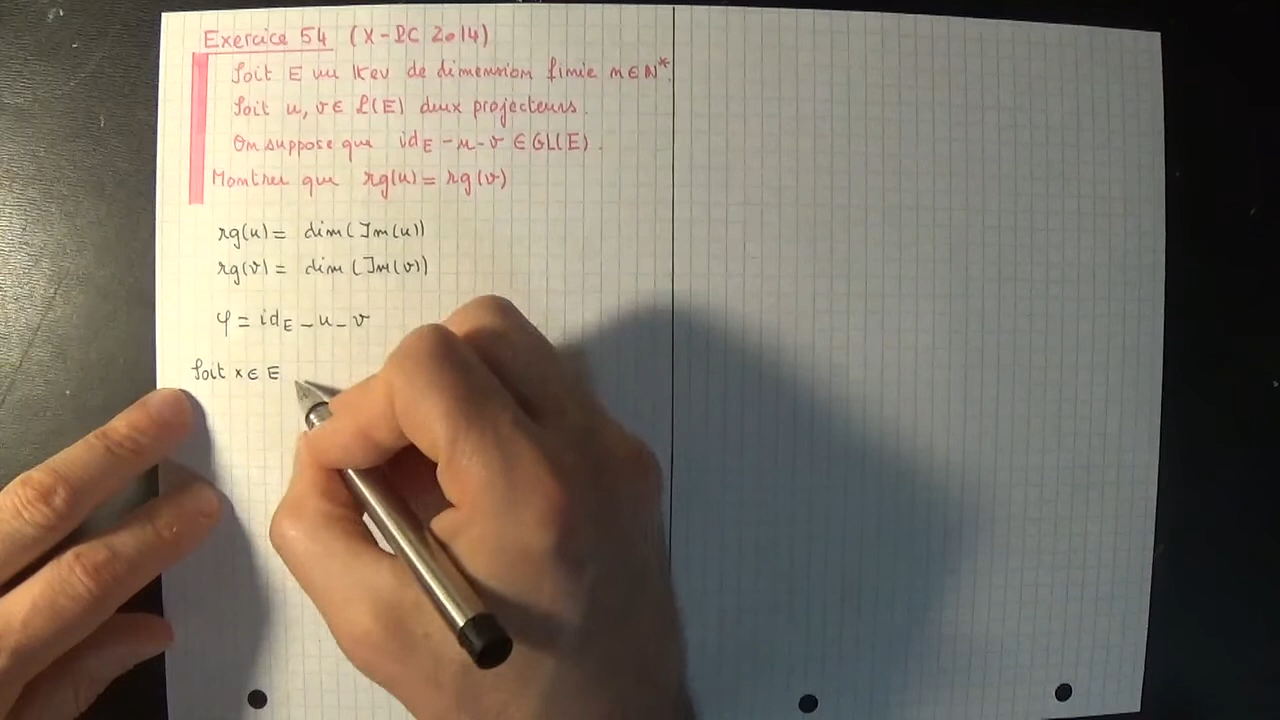 Exercice 54 (X-PC 2014)
Soit E un Kev de dimension finie n ∈ N*.
Soit u, v ∈ L(E) deux projecteurs.
On suppose que id_E - u - v ∈ GL(E).
Montrer que rg(u) = rg(v)
rg(u) = dim(Im(u))
rg(v) = dim(Im(v))
φ = id_E - u - v
Soit x ∈ E